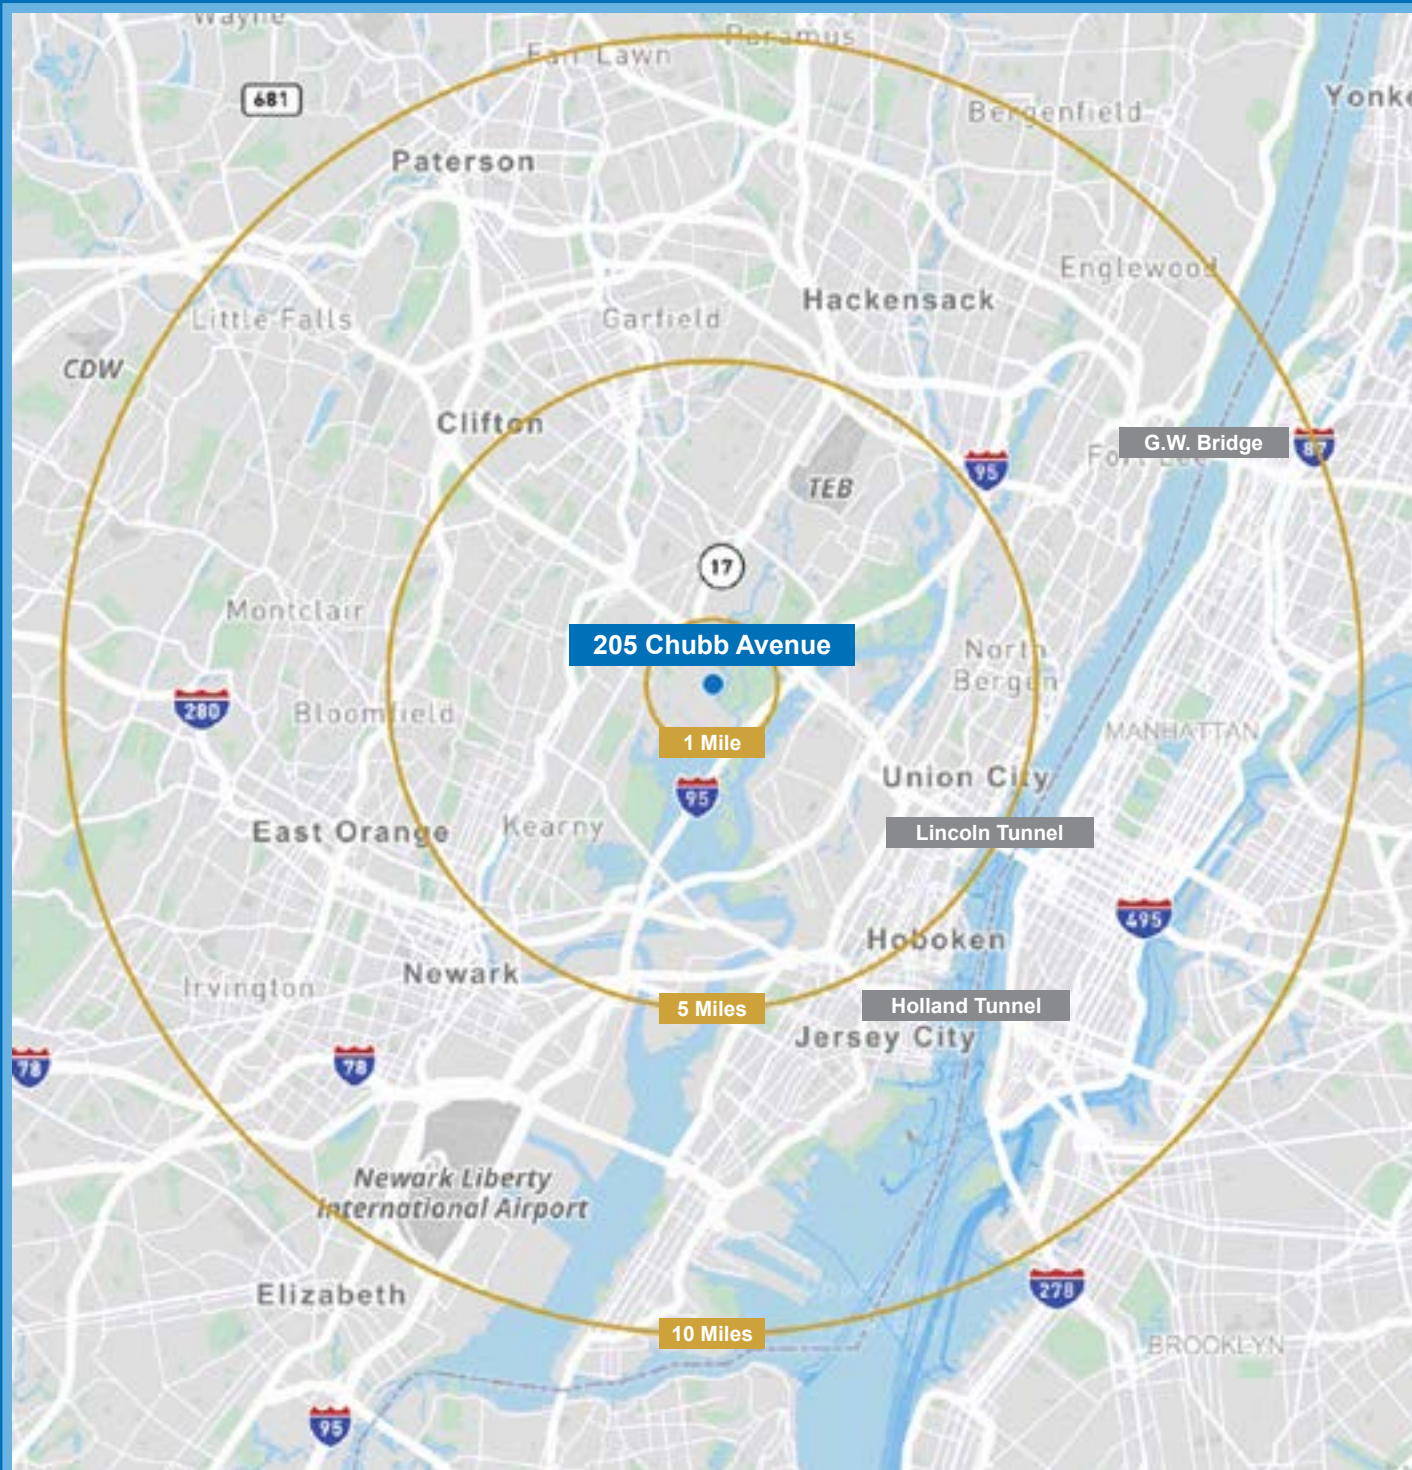 Wayne
Paramus
Fair Lawn
Yonke
681
Bergenfield
Paterson
Englewood
Hackensack
Little Falls
Garfield
CDW
Clifton
G.W. Bridge
87
Fort Lee
95
TEB
17
Montclair
205 Chubb Avenue
North
Bergen
280
Bloomfield
MANHATTAN
1 Mile
Union City
95
Kearny
East Orange
Lincoln Tunnel
495
Hoboken
Newark
Irvington
5 Miles
Holland Tunnel
Jersey City
78
78
Newark Liberty
International Airport
278
Elizabeth
10 Miles
BROOKLYN
95